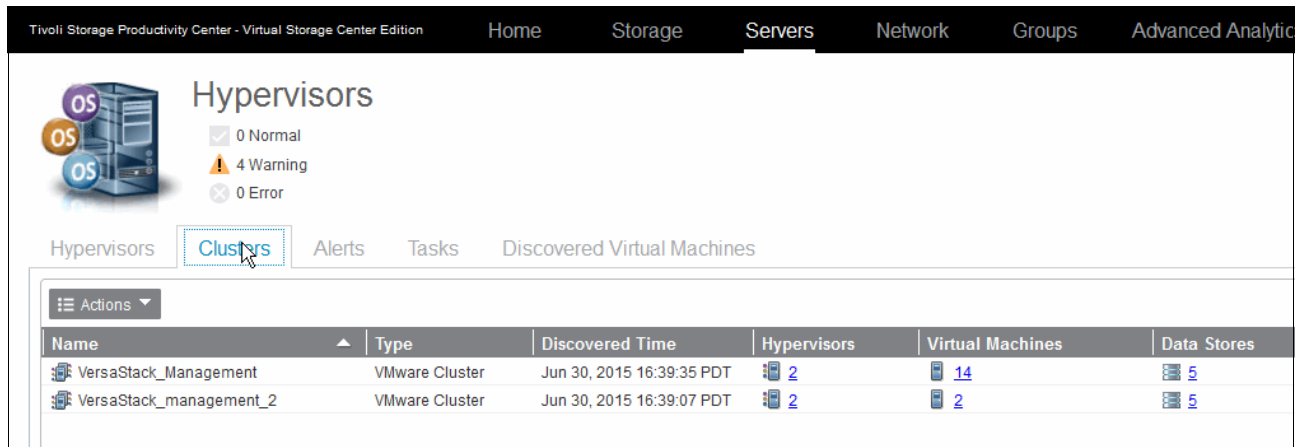 Tivoli Storage Productivity Center - Virtual Storage Center Edition Home Storage Servers Network Groups Advanced Analytic
OS
OS
OS
Hypervisors
0 Normal
4 Warning
0 Error
Hypervisors Clusters Alerts Tasks Discovered Virtual Machines
Actions
Name Type Discovered Time Hypervisors Virtual Machines Data Stores
VersaStack_Management VMware Cluster Jun 30, 2015 16:39:35 PDT 2 14 5
VersaStack_management_2 VMware Cluster Jun 30, 2015 16:39:07 PDT 2 2 5